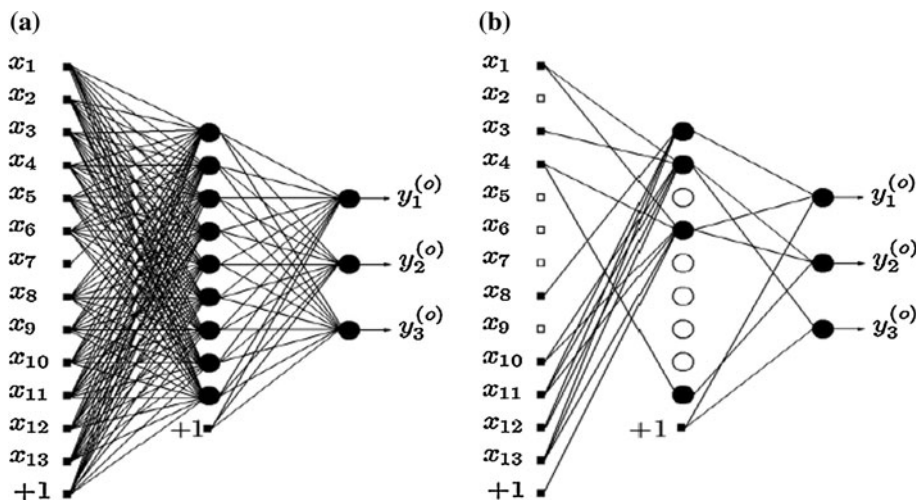 (a)
x₁
x₂
x₃
x₄
x₅
x₆
x₇
x₈
x₉
x₁₀
x₁₁
x₁₂
x₁₃
+1
+1
y₁⁽ᵒ⁾
y₂⁽ᵒ⁾
y₃⁽ᵒ⁾
(b)
x₁
x₂
x₃
x₄
x₅
x₆
x₇
x₈
x₉
x₁₀
x₁₁
x₁₂
x₁₃
+1
+1
y₁⁽ᵒ⁾
y₂⁽ᵒ⁾
y₃⁽ᵒ⁾